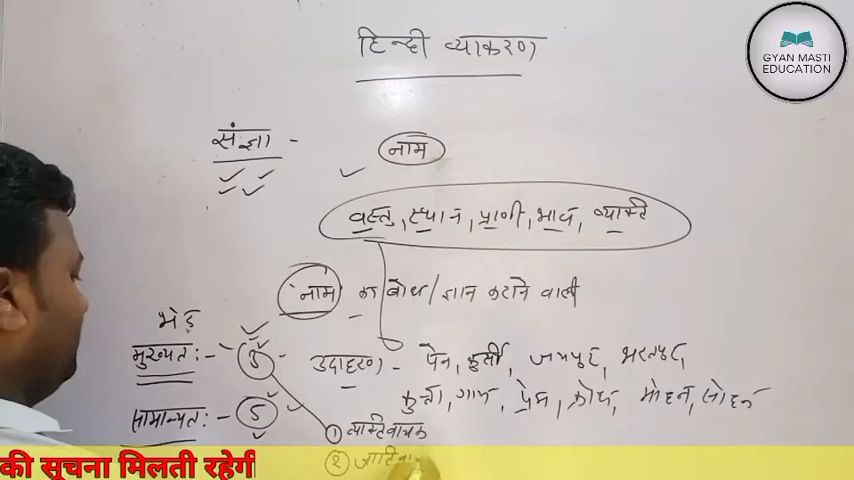 हिन्दी व्याकरण
GYAN MASTI
EDUCATION
संज्ञा -
नाम
वस्तु, स्थान, प्राणी, भाव, व्यक्ति
नाम का बोध/ज्ञान कराने वाली
भेद
मुख्यत: - 3 - उदाहरण - पेन, कुर्सी, जयपुर, भरतपुर,
कुत्ता, गाय, प्रेम, क्रोध, मोहन, सोहन
सामान्यत: - 5
1 व्यक्तिवाचक
2 जातिवा
की सूचना मिलती रहेगी